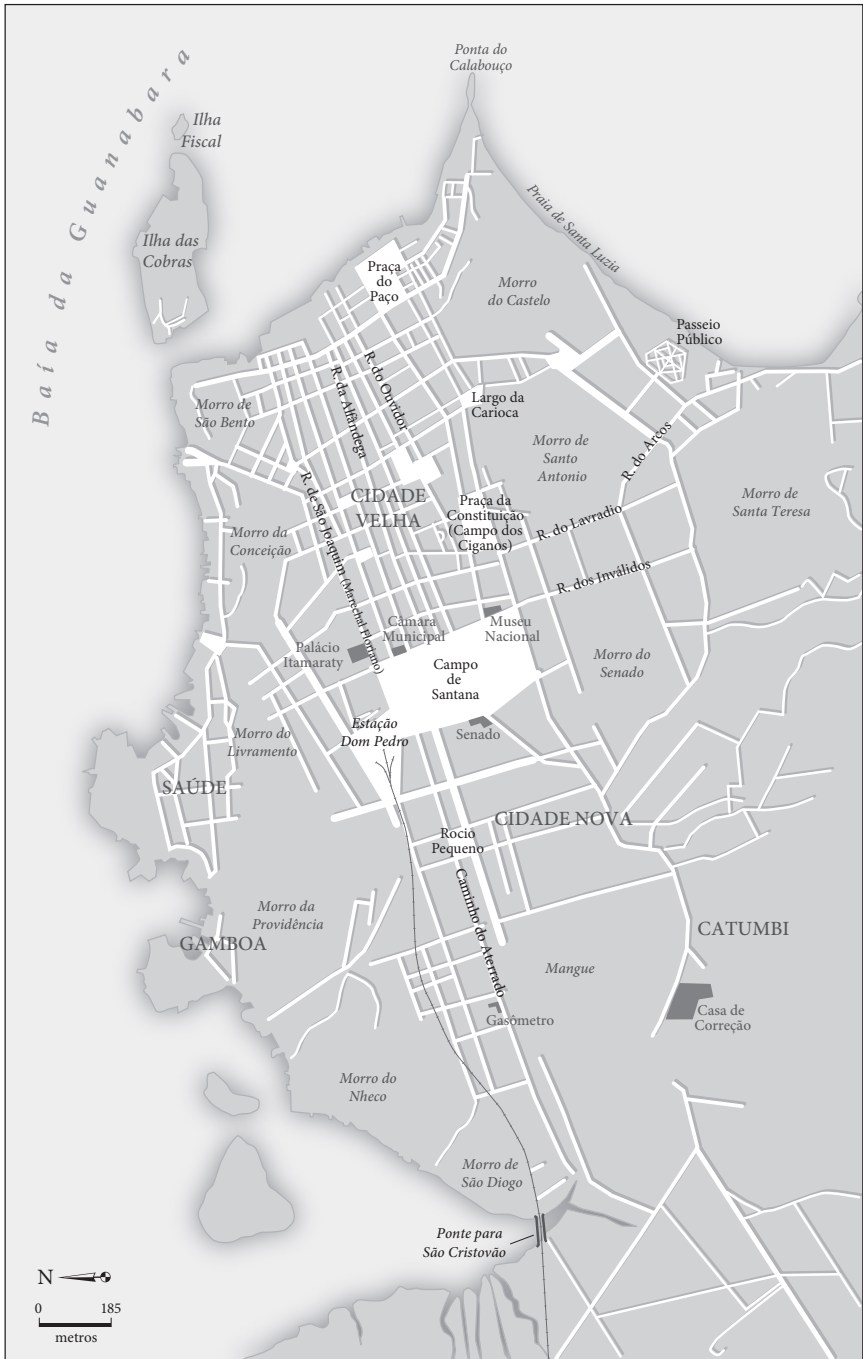 Ponta do
Calabouço
Baía da Guanabara
Ilha
Fiscal
Ilha das
Cobras
Praia de Santa Luzia
Praça
do
Paço
Morro
do Castelo
Passeio
Público
R. do Ouvidor
R. da Alfândega
Largo da
Carioca
Morro de
São Bento
R. do Arcos
Morro de
Santo
Antonio
R. de São Joaquim (Marechal Floriano)
CIDADE
VELHA
Praça da
Constituição
(Campo dos
Ciganos)
R. do Lavradio
Morro de
Santa Teresa
Morro da
Conceição
R. dos Inválidos
Câmara
Municipal
Museu
Nacional
Palácio
Itamaraty
Campo
de
Santana
Morro do
Senado
Estação
Dom Pedro
Senado
Morro do
Livramento
SAÚDE
CIDADE NOVA
Rocio
Pequeno
Caminho do Aterrado
Morro da
Providência
GAMBOA
CATUMBI
Mangue
Gasômetro
Casa de
Correção
Morro do
Nheco
Morro de
São Diogo
Ponte para
São Cristovão
N
0 185
metros